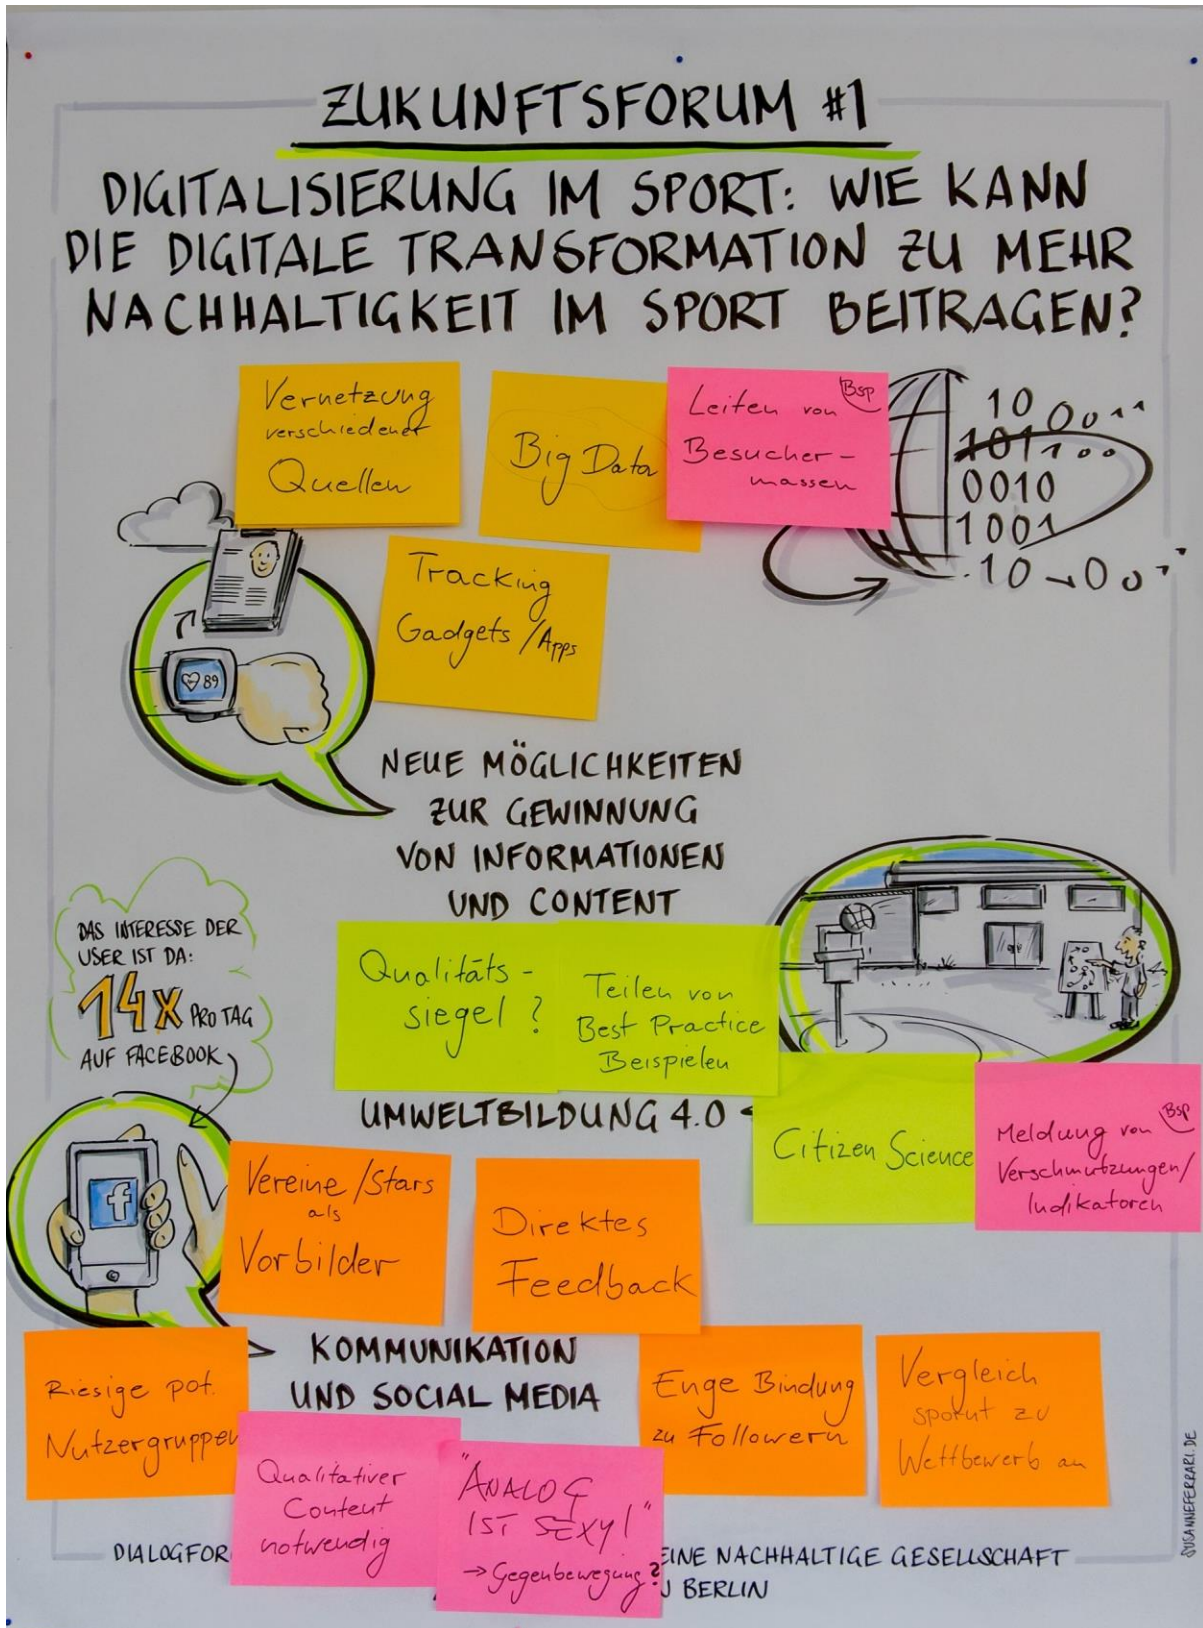 ZUKUNFTSFORUM #1
DIGITALISIERUNG IM SPORT: WIE KANN
DIE DIGITALE TRANSFORMATION ZU MEHR
NACHHALTIGKEIT IM SPORT BEITRAGEN?
Vernetzung
verschiedener
Quellen
Big Data
Bsp
Leiten von
Besucher-
massen
10 0011
1011100
0010
1001
Tracking
Gadgets/Apps
89
NEUE MÖGLICHKEITEN
ZUR GEWINNUNG
VON INFORMATIONEN
UND CONTENT
DAS INTERESSE DER
USER IST DA:
14X PRO TAG
AUF FACEBOOK
Qualitäts-
siegel?
Teilen von
Best Practice
Beispielen
UMWELTBILDUNG 4.0
Citizen Science
Bsp
Meldung von
Verschmutzungen/
Indikatoren
f
Vereine/Stars
als
Vorbilder
Direktes
Feedback
KOMMUNIKATION
UND SOCIAL MEDIA
Riesige pot.
Nutzergruppen
Enge Bindung
zu Followern
Vergleich
spornt zu
Wettbewerb an
Qualitativer
Content
notwendig
"ANALOG
IST SEXY!"
→ Gegenbewegung?
DIALOGFOR
EINE NACHHALTIGE GESELLSCHAFT
BERLIN
SUSANNEFERRARI.DE